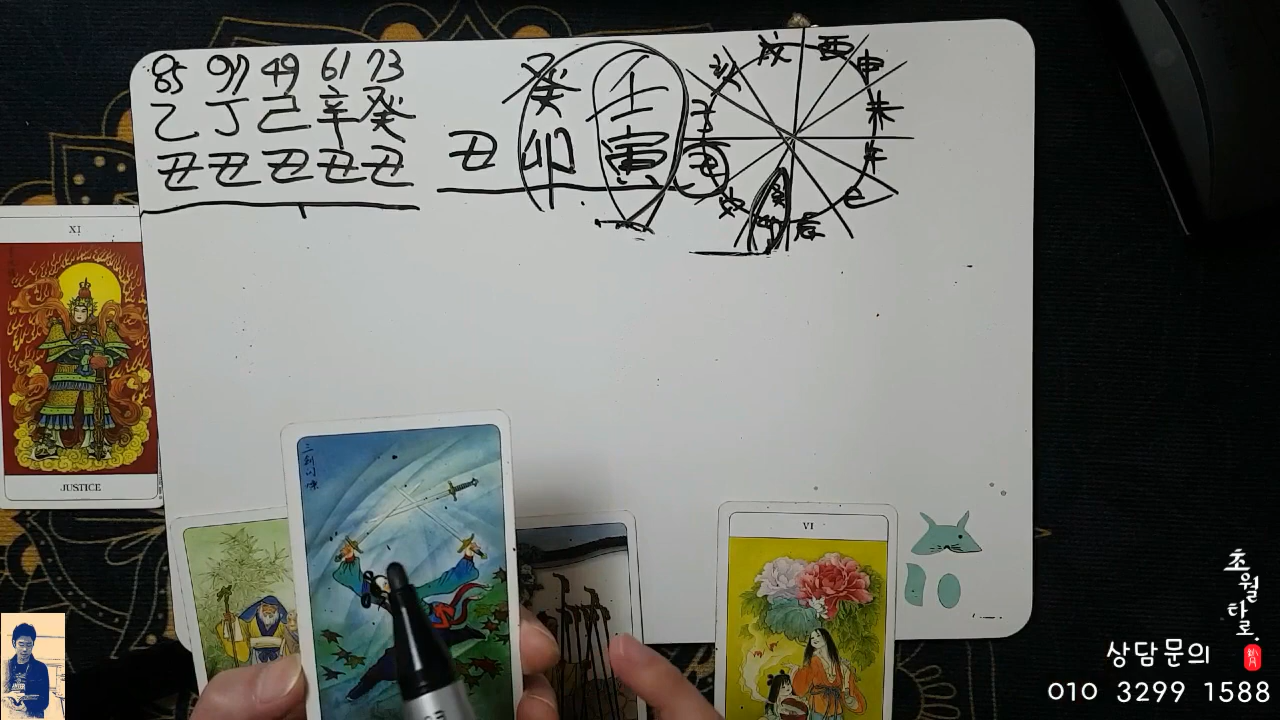 85 97 49 61 73
乙 丁 己 辛 癸
丑 丑 丑 丑 丑
癸 壬
丑 卯 寅
酉
申
未
午
巳
辰
卯
寅
子
XI
JUSTICE
VI
초월타로.
상담문의
010 3299 1588